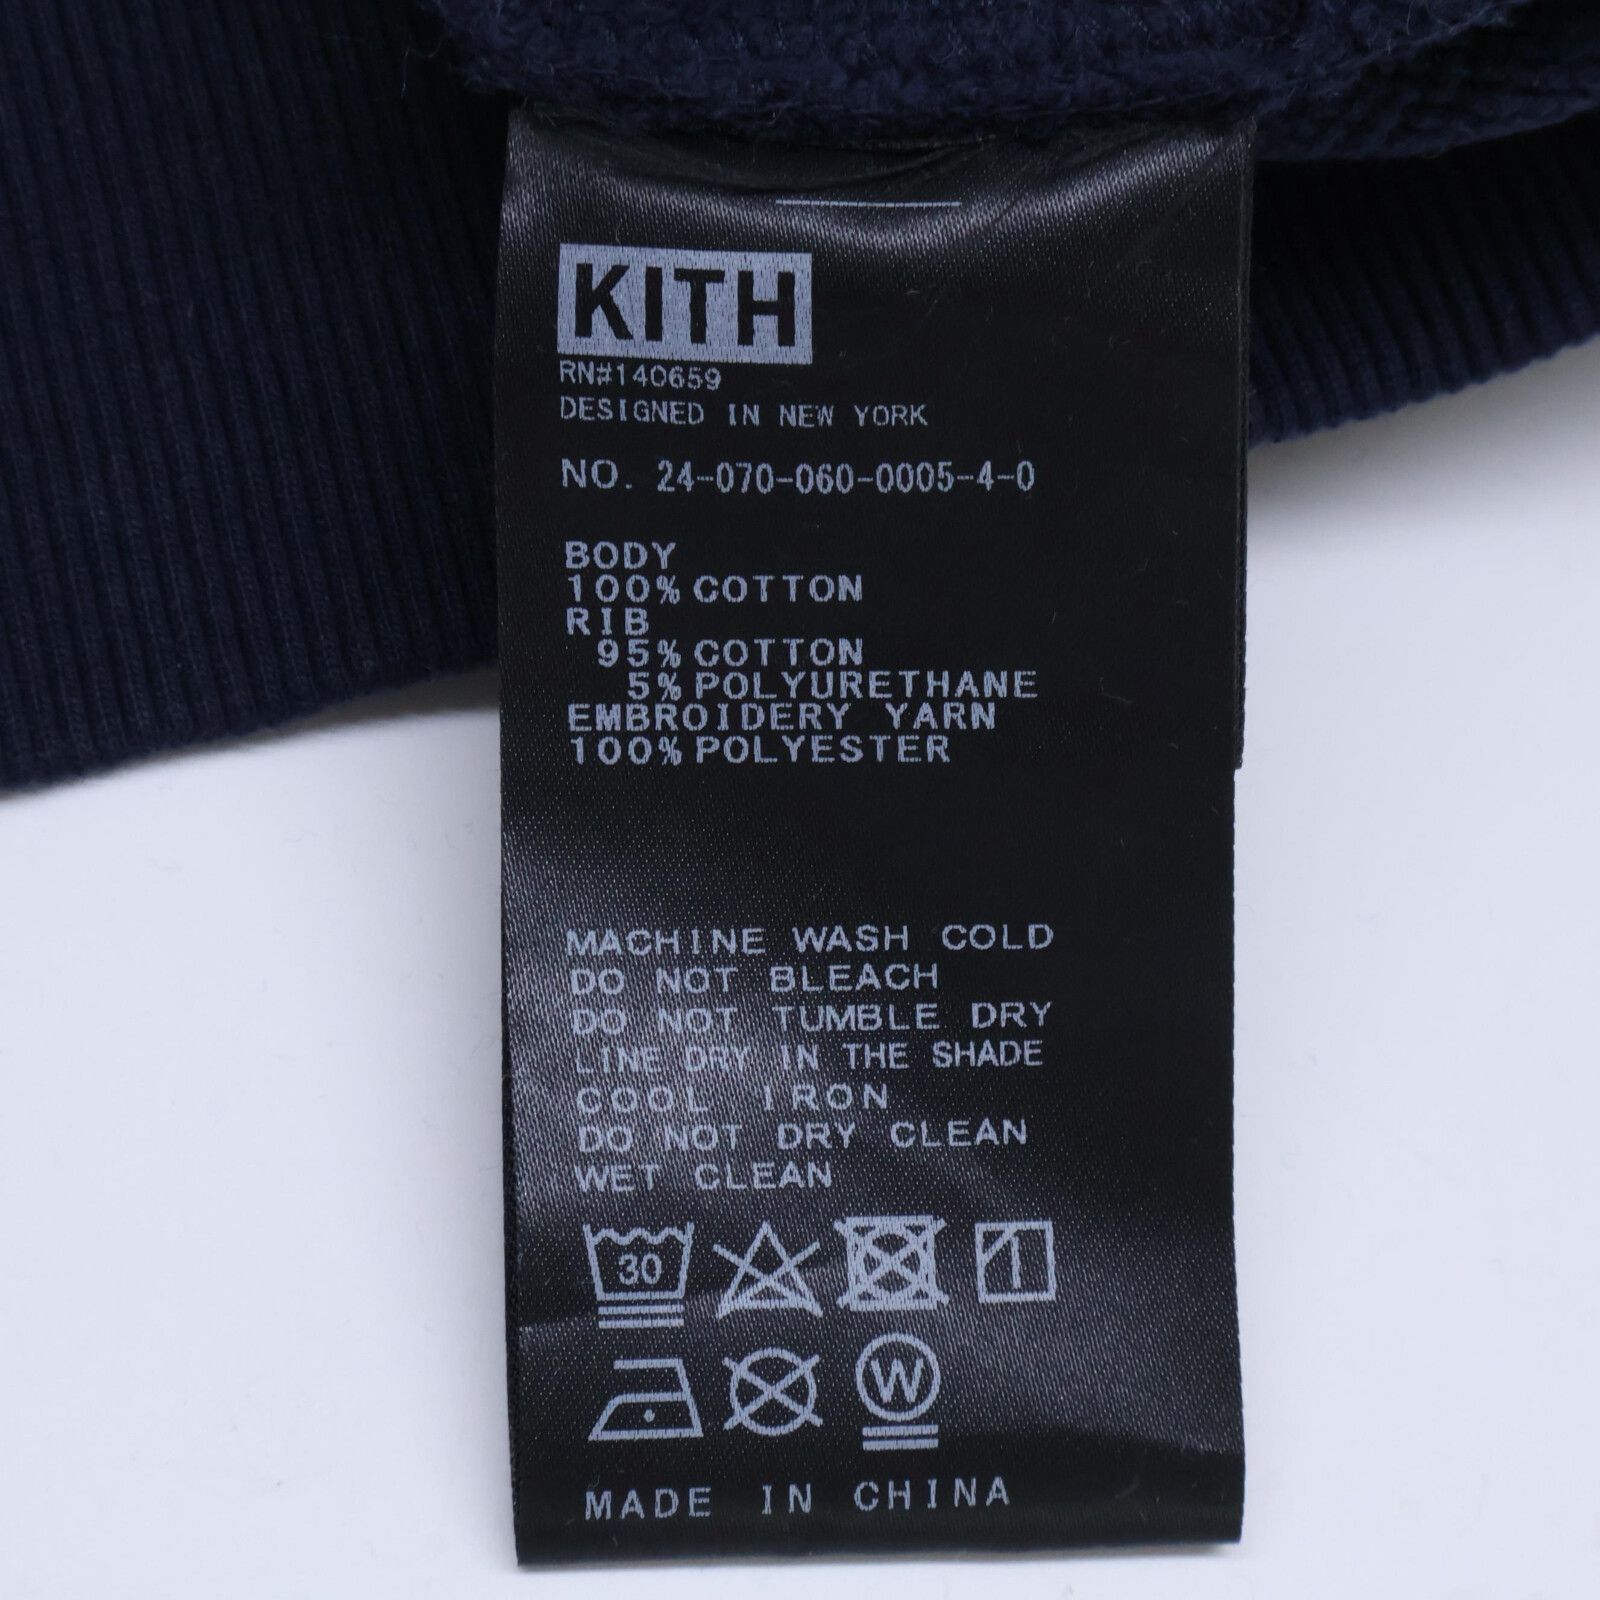 KITH
RN#140659
DESIGNED IN NEW YORK
NO. 24-070-060-0005-4-0
BODY
100% COTTON
RIB
95% COTTON
5% POLYURETHANE
EMBROIDERY YARN
100% POLYESTER
MACHINE WASH COLD
DO NOT BLEACH
DO NOT TUMBLE DRY
LINE DRY IN THE SHADE
COOL IRON
DO NOT DRY CLEAN
WET CLEAN
30
W
MADE IN CHINA